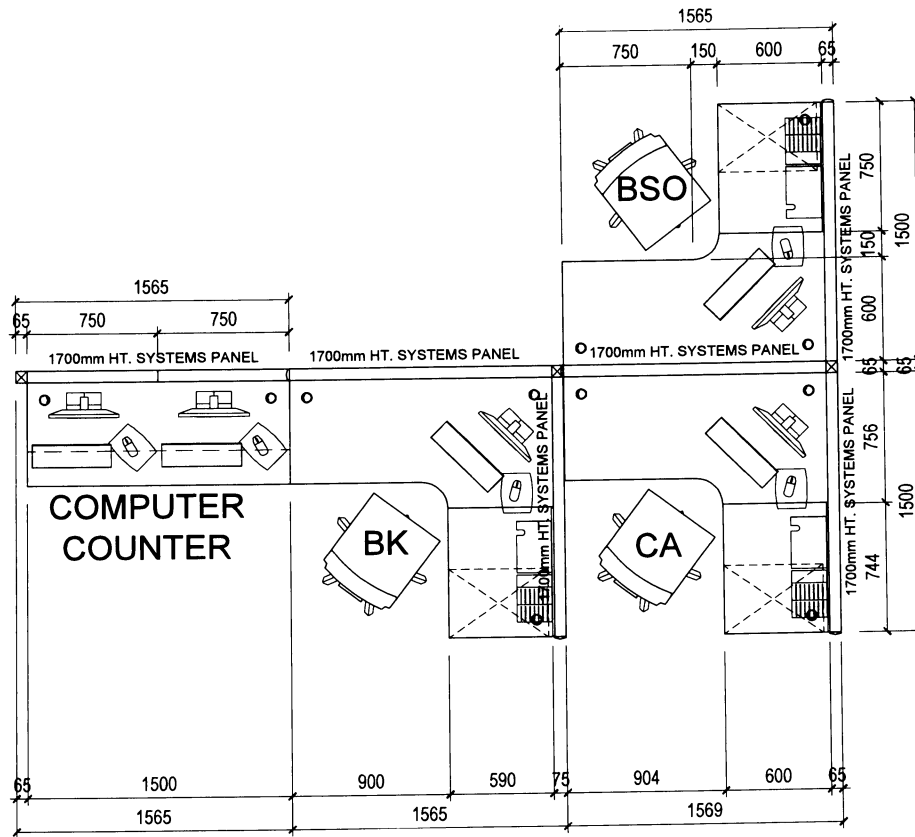 1565
750 150 600 65
BSO
750
150
600
1500
1700mm HT. SYSTEMS PANEL
1565
65 750 750
1700mm HT. SYSTEMS PANEL
1700mm HT. SYSTEMS PANEL
1700mm HT. SYSTEMS PANEL
65 65
COMPUTER
COUNTER
BK
1700mm HT. SYSTEMS PANEL
CA
1700mm HT. SYSTEMS PANEL
756
744
1500
65 1500 900 590 75 904 600 65
1565 1565 1569